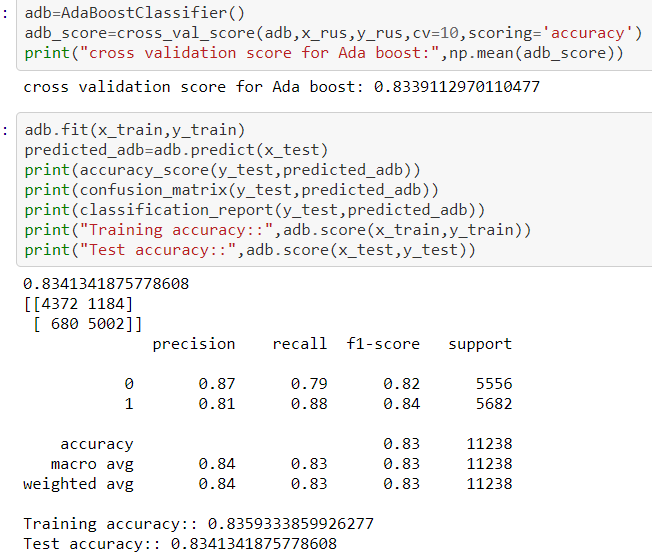 : adb=AdaBoostClassifier()
adb_score=cross_val_score(adb,x_rus,y_rus,cv=10,scoring='accuracy')
print("cross validation score for Ada boost:",np.mean(adb_score))
cross validation score for Ada boost: 0.8339112970110477
: adb.fit(x_train,y_train)
predicted_adb=adb.predict(x_test)
print(accuracy_score(y_test,predicted_adb))
print(confusion_matrix(y_test,predicted_adb))
print(classification_report(y_test,predicted_adb))
print("Training accuracy::",adb.score(x_train,y_train))
print("Test accuracy::",adb.score(x_test,y_test))
0.8341341875778608
[[4372 1184]
 [ 680 5002]]
              precision    recall  f1-score   support
           0       0.87      0.79      0.82      5556
           1       0.81      0.88      0.84      5682
    accuracy                           0.83     11238
   macro avg       0.84      0.83      0.83     11238
weighted avg       0.84      0.83      0.83     11238
Training accuracy:: 0.8359333859926277
Test accuracy:: 0.8341341875778608